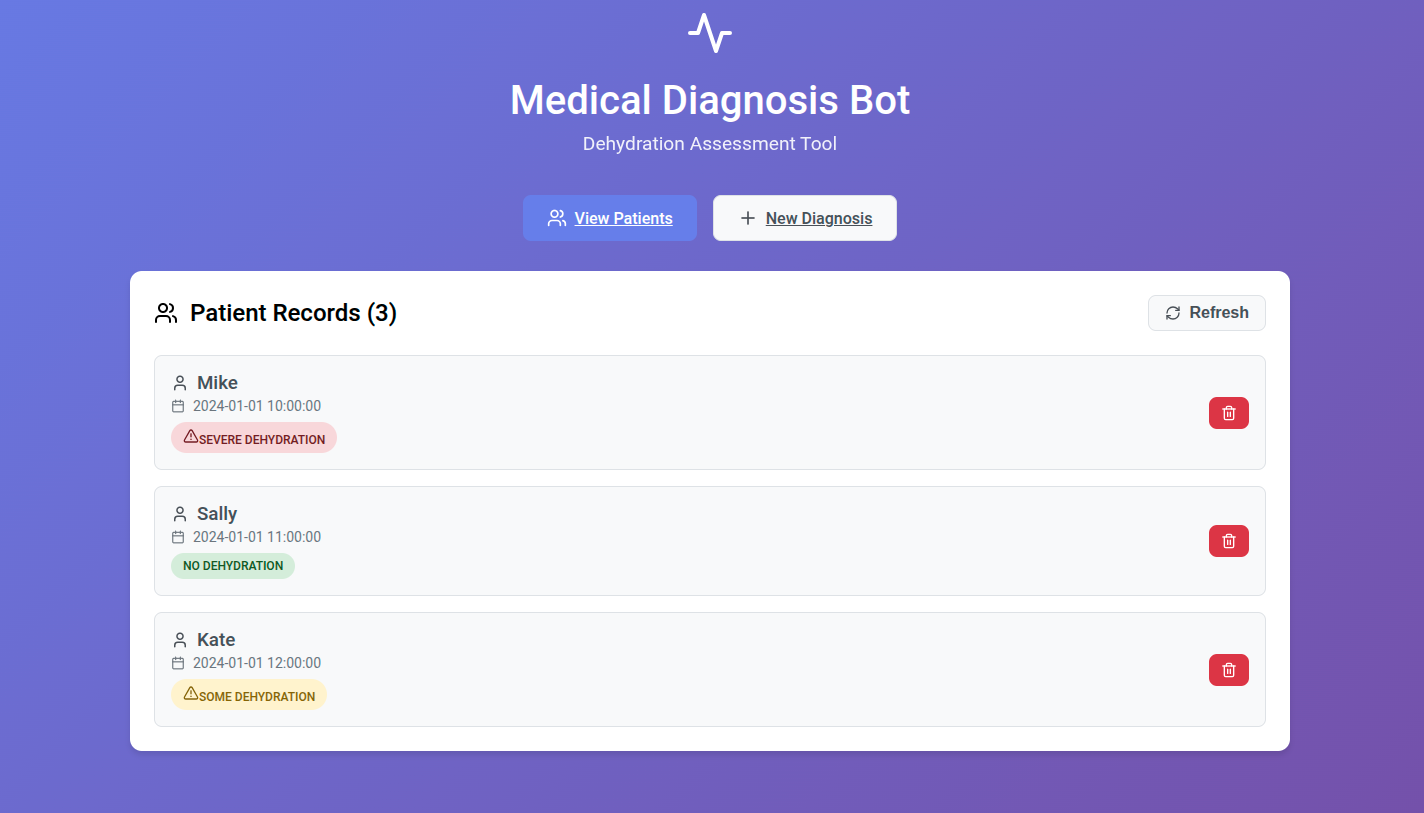 Medical Diagnosis Bot
Dehydration Assessment Tool
View Patients
New Diagnosis
Patient Records (3)
Refresh
Mike
2024-01-01 10:00:00
SEVERE DEHYDRATION
Sally
2024-01-01 11:00:00
NO DEHYDRATION
Kate
2024-01-01 12:00:00
SOME DEHYDRATION